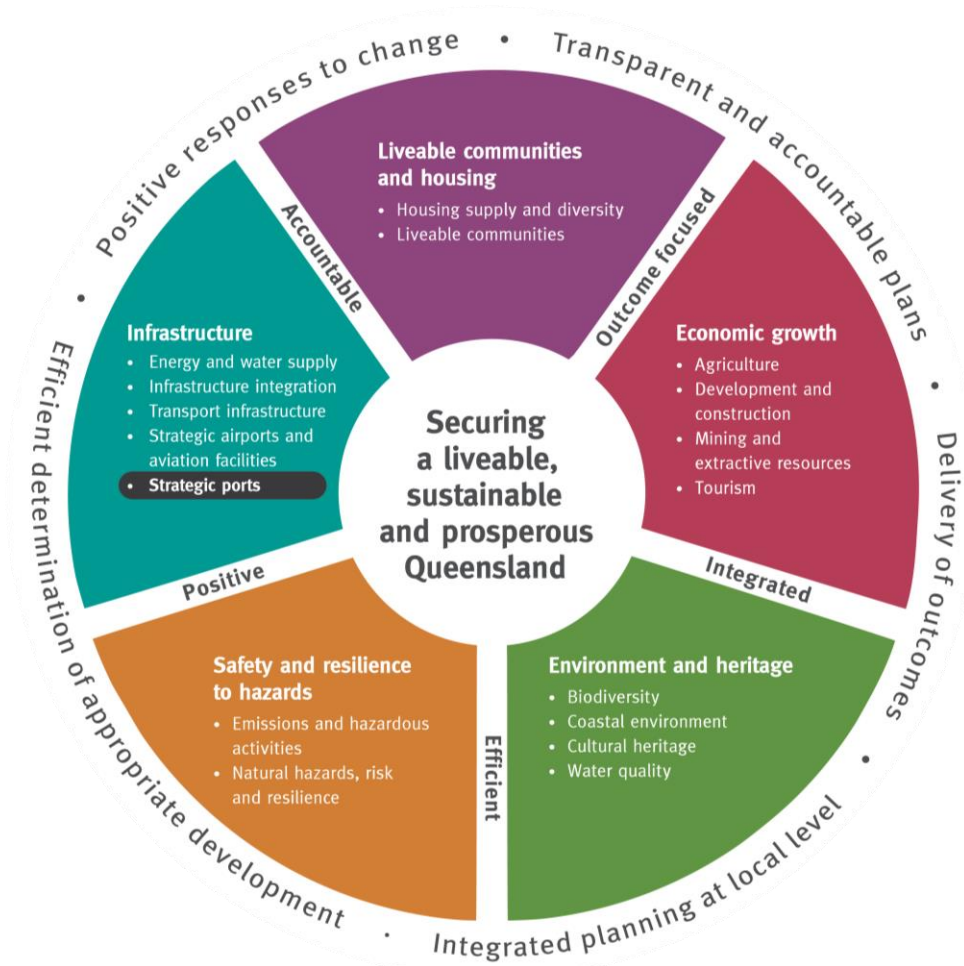 Positive responses to change
•
Transparent and accountable plans
•
Delivery of outcomes
•
Integrated planning at local level
•
Efficient determination of appropriate development
•
Liveable communities
and housing
• Housing supply and diversity
• Liveable communities
Outcome focused
Economic growth
• Agriculture
• Development and
construction
• Mining and
extractive resources
• Tourism
Integrated
Environment and heritage
• Biodiversity
• Coastal environment
• Cultural heritage
• Water quality
Efficient
Safety and resilience
to hazards
• Emissions and hazardous
activities
• Natural hazards, risk
and resilience
Positive
Infrastructure
• Energy and water supply
• Infrastructure integration
• Transport infrastructure
• Strategic airports and
aviation facilities
• Strategic ports
Accountable
Securing
a liveable,
sustainable
and prosperous
Queensland